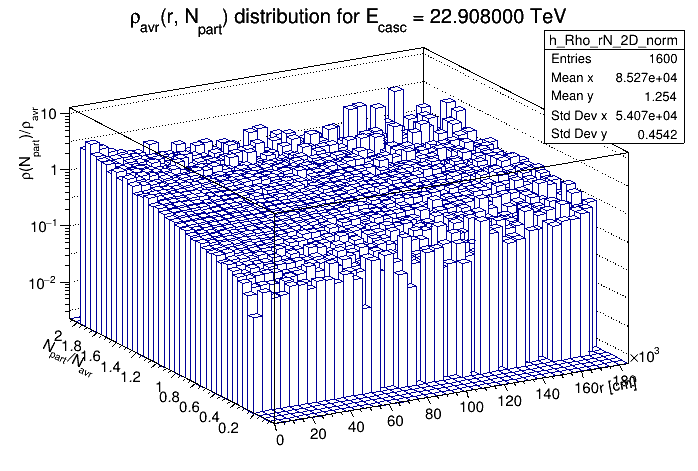 ρavr(r, Npart) distribution for Ecasc = 22.908000 TeV
h_Rho_rN_2D_norm
Entries 1600
Mean x 8.527e+04
Mean y 1.254
Std Dev x 5.407e+04
Std Dev y 0.4542
ρ(Npart)/ρavr
10
1
10−1
10−2
2 1.8 1.6 1.4 1.2 1 0.8 0.6 0.4 0.2
Npart/Navr
0 20 40 60 80 100 120 140 160 180
×103
r [cm]